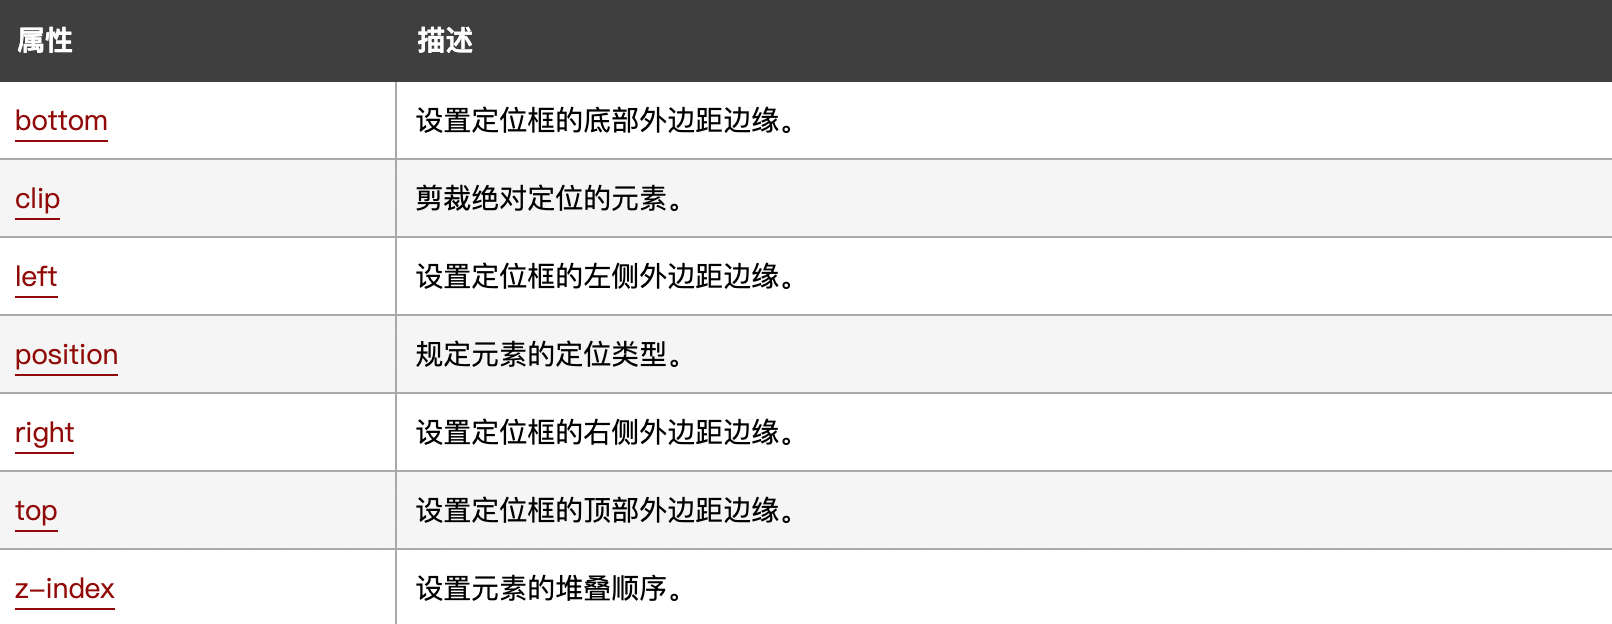 属性 描述
bottom 设置定位框的底部外边距边缘。
clip 剪裁绝对定位的元素。
left 设置定位框的左侧外边距边缘。
position 规定元素的定位类型。
right 设置定位框的右侧外边距边缘。
top 设置定位框的顶部外边距边缘。
z-index 设置元素的堆叠顺序。